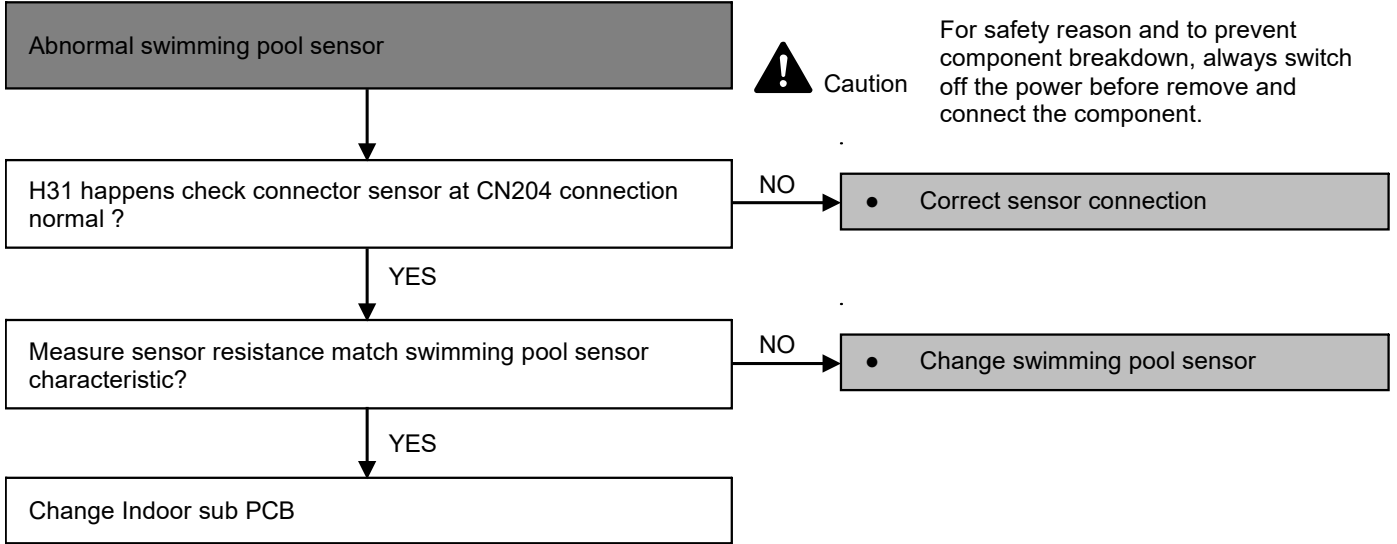 Abnormal swimming pool sensor
Caution
For safety reason and to prevent
component breakdown, always switch
off the power before remove and
connect the component.
H31 happens check connector sensor at CN204 connection
normal ?
NO
● Correct sensor connection
YES
Measure sensor resistance match swimming pool sensor
characteristic?
NO
● Change swimming pool sensor
YES
Change Indoor sub PCB